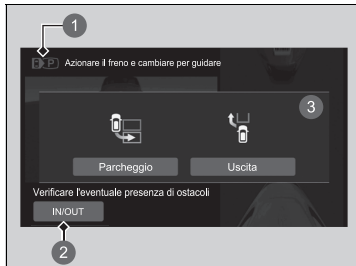 1
P Azionare il freno e cambiare per guidare
3
Parcheggio
Uscita
Verificare l'eventuale presenza di ostacoli
IN/OUT
2